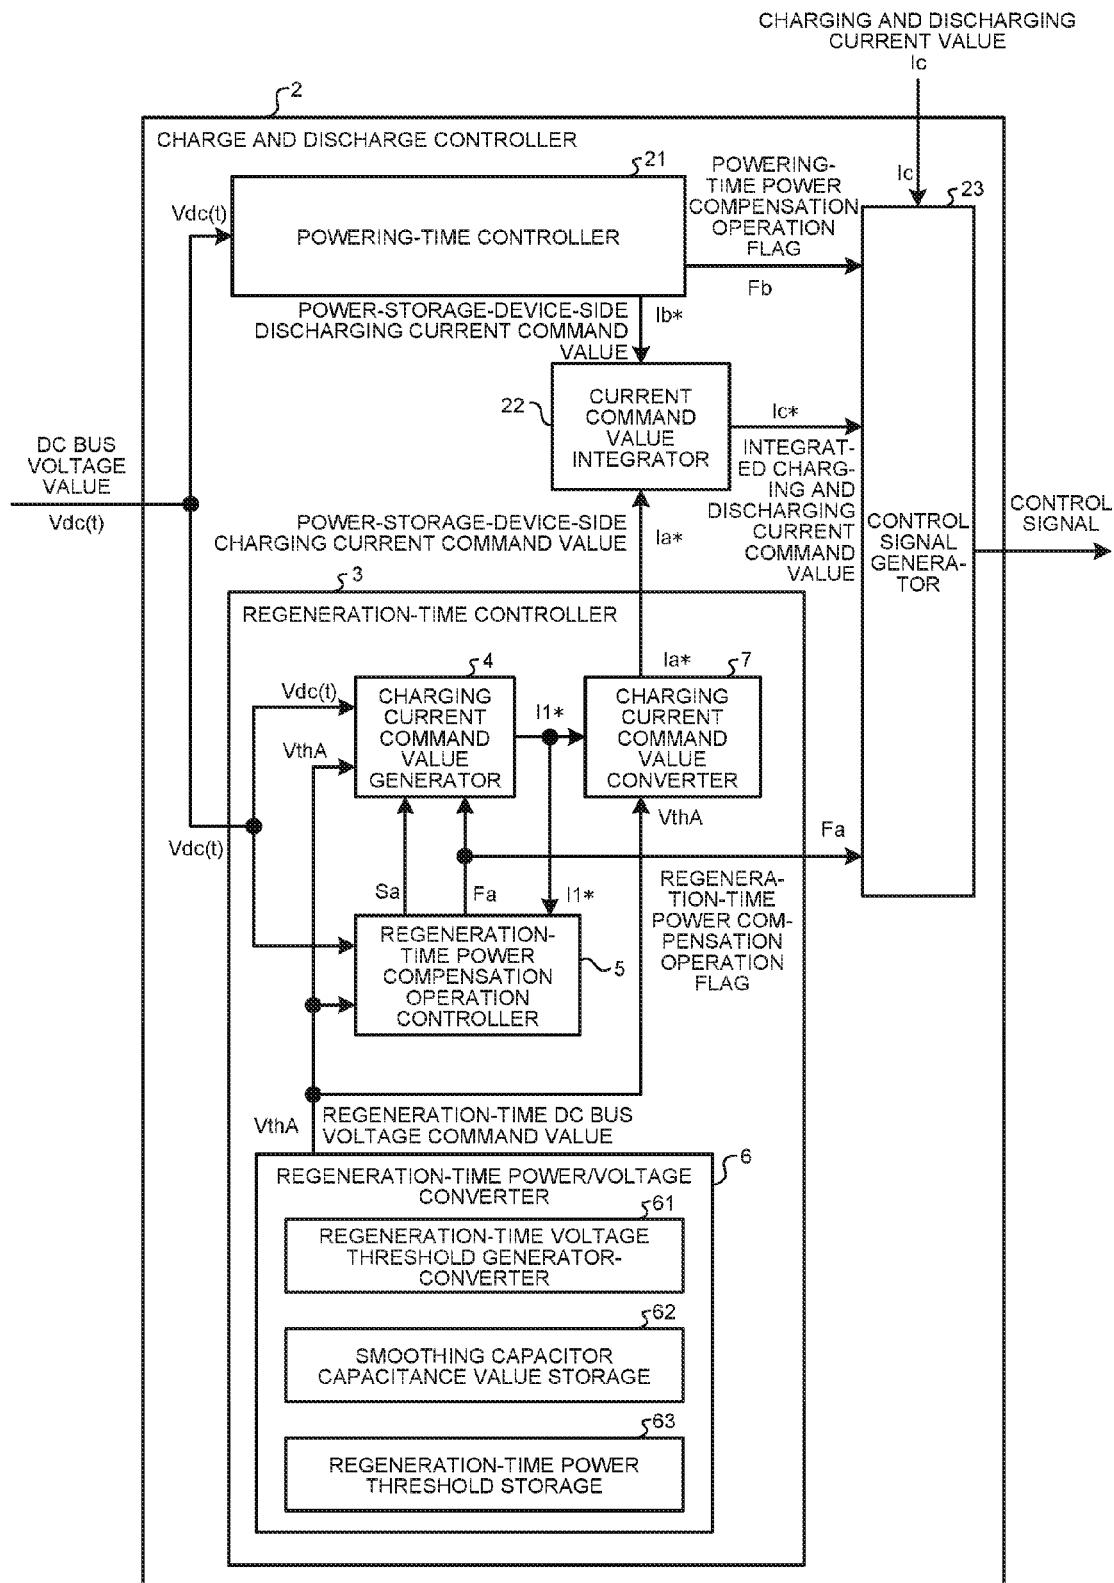 CHARGING AND DISCHARGING
CURRENT VALUE
Ic
2
CHARGE AND DISCHARGE CONTROLLER
21
POWERING-
TIME POWER
COMPENSATION
OPERATION
FLAG
Ic
23
Vdc(t)
POWERING-TIME CONTROLLER
Fb
POWER-STORAGE-DEVICE-SIDE
DISCHARGING CURRENT COMMAND
VALUE
Ib*
22
CURRENT
COMMAND
VALUE
INTEGRATOR
Ic*
INTEGRAT-
ED CHARG-
ING AND
DISCHARGING
CURRENT
COMMAND
VALUE
DC BUS
VOLTAGE
VALUE
Vdc(t)
CONTROL
SIGNAL
GENERA-
TOR
CONTROL
SIGNAL
POWER-STORAGE-DEVICE-SIDE
CHARGING CURRENT COMMAND VALUE
Ia*
3
REGENERATION-TIME CONTROLLER
4
Ia*
7
Vdc(t)
VthA
CHARGING
CURRENT
COMMAND
VALUE
GENERATOR
I1*
CHARGING
CURRENT
COMMAND
VALUE
CONVERTER
VthA
Vdc(t)
Fa
Sa
Fa
I1*
REGENERA-
TION-TIME
POWER COM-
PENSATION
OPERATION
FLAG
REGENERATION-
TIME POWER
COMPENSATION
OPERATION
CONTROLLER
5
VthA
REGENERATION-TIME DC BUS
VOLTAGE COMMAND VALUE
6
REGENERATION-TIME POWER/VOLTAGE
CONVERTER
61
REGENERATION-TIME VOLTAGE
THRESHOLD GENERATOR-
CONVERTER
62
SMOOTHING CAPACITOR
CAPACITANCE VALUE STORAGE
63
REGENERATION-TIME POWER
THRESHOLD STORAGE